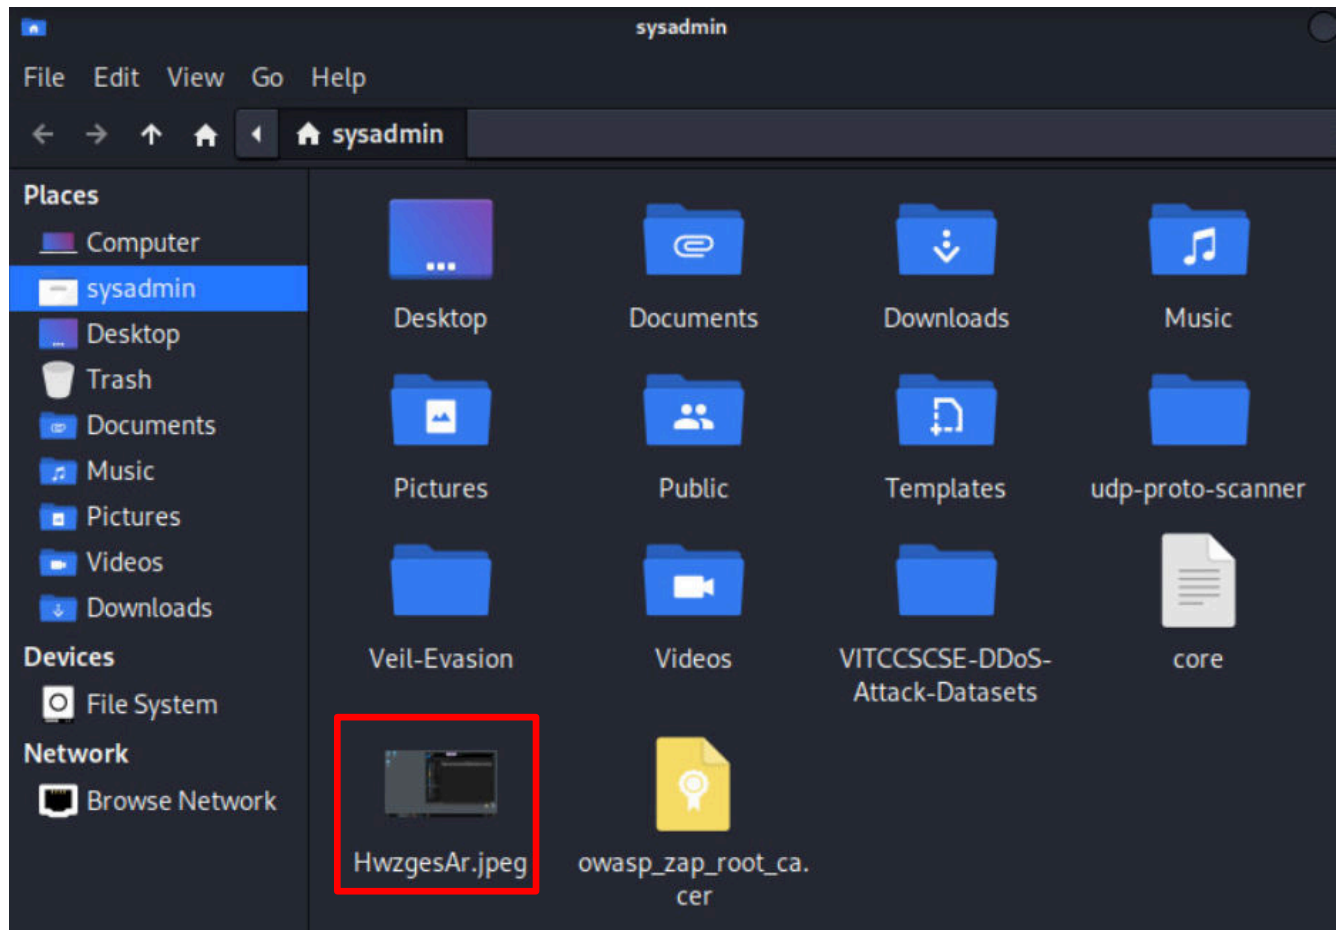 sysadmin
File Edit View Go Help
sysadmin
Places
Computer
sysadmin
Desktop
Trash
Documents
Music
Pictures
Videos
Downloads
Devices
File System
Network
Browse Network
Desktop Documents Downloads Music
Pictures Public Templates udp-proto-scanner
Veil-Evasion Videos VITCCSCSE-DDoS- core
Attack-Datasets
HwzgesAr.jpeg owasp_zap_root_ca.
cer